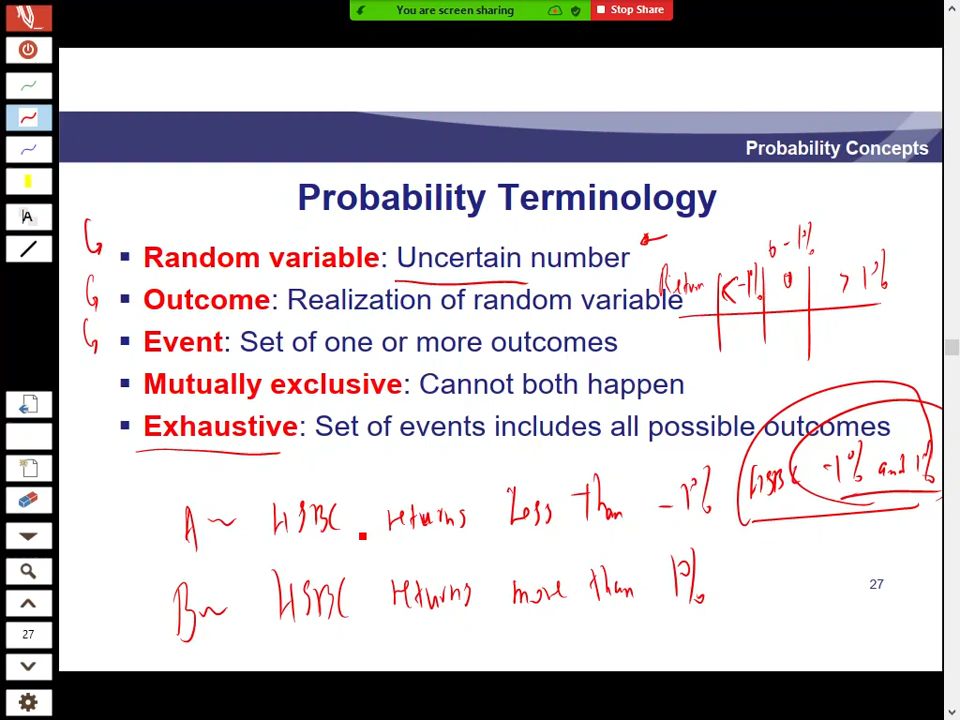 You are screen sharing
Stop Share
Probability Concepts
Probability Terminology
▪ Random variable: Uncertain number
▪ Outcome: Realization of random variable
▪ Event: Set of one or more outcomes
▪ Mutually exclusive: Cannot both happen
▪ Exhaustive: Set of events includes all possible outcomes
Return <-1% 0 >1%
0-1%
HSBC -1% and 1%
A~ HSBC returns Less than -1%
B~ HSBC returns more than 1%
27
A
27